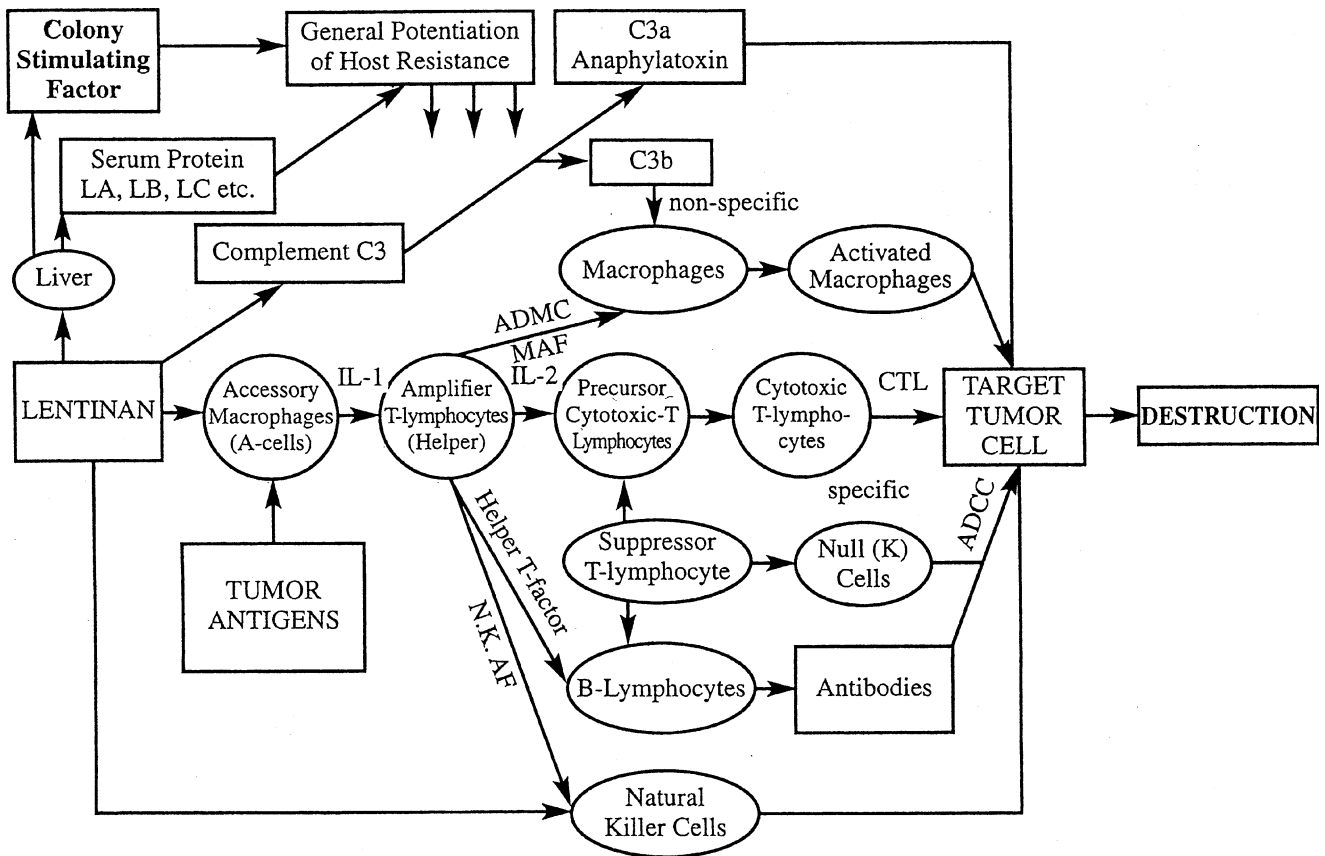 Colony
Stimulating
Factor
General Potentiation
of Host Resistance
C3a
Anaphylatoxin
Serum Protein
LA, LB, LC etc.
C3b
non-specific
Complement C3
Liver
Macrophages
Activated
Macrophages
ADMC
MAF
LENTINAN
Accessory
Macrophages
(A-cells)
IL-1
Amplifier
T-lymphocytes
(Helper)
IL-2
Precursor
Cytotoxic-T
Lymphocytes
Cytotoxic
T-lympho-
cytes
CTL
TARGET
TUMOR
CELL
DESTRUCTION
specific
TUMOR
ANTIGENS
Helper T-factor
N.K. AF
Suppressor
T-lymphocyte
Null (K)
Cells
ADCC
B-Lymphocytes
Antibodies
Natural
Killer Cells